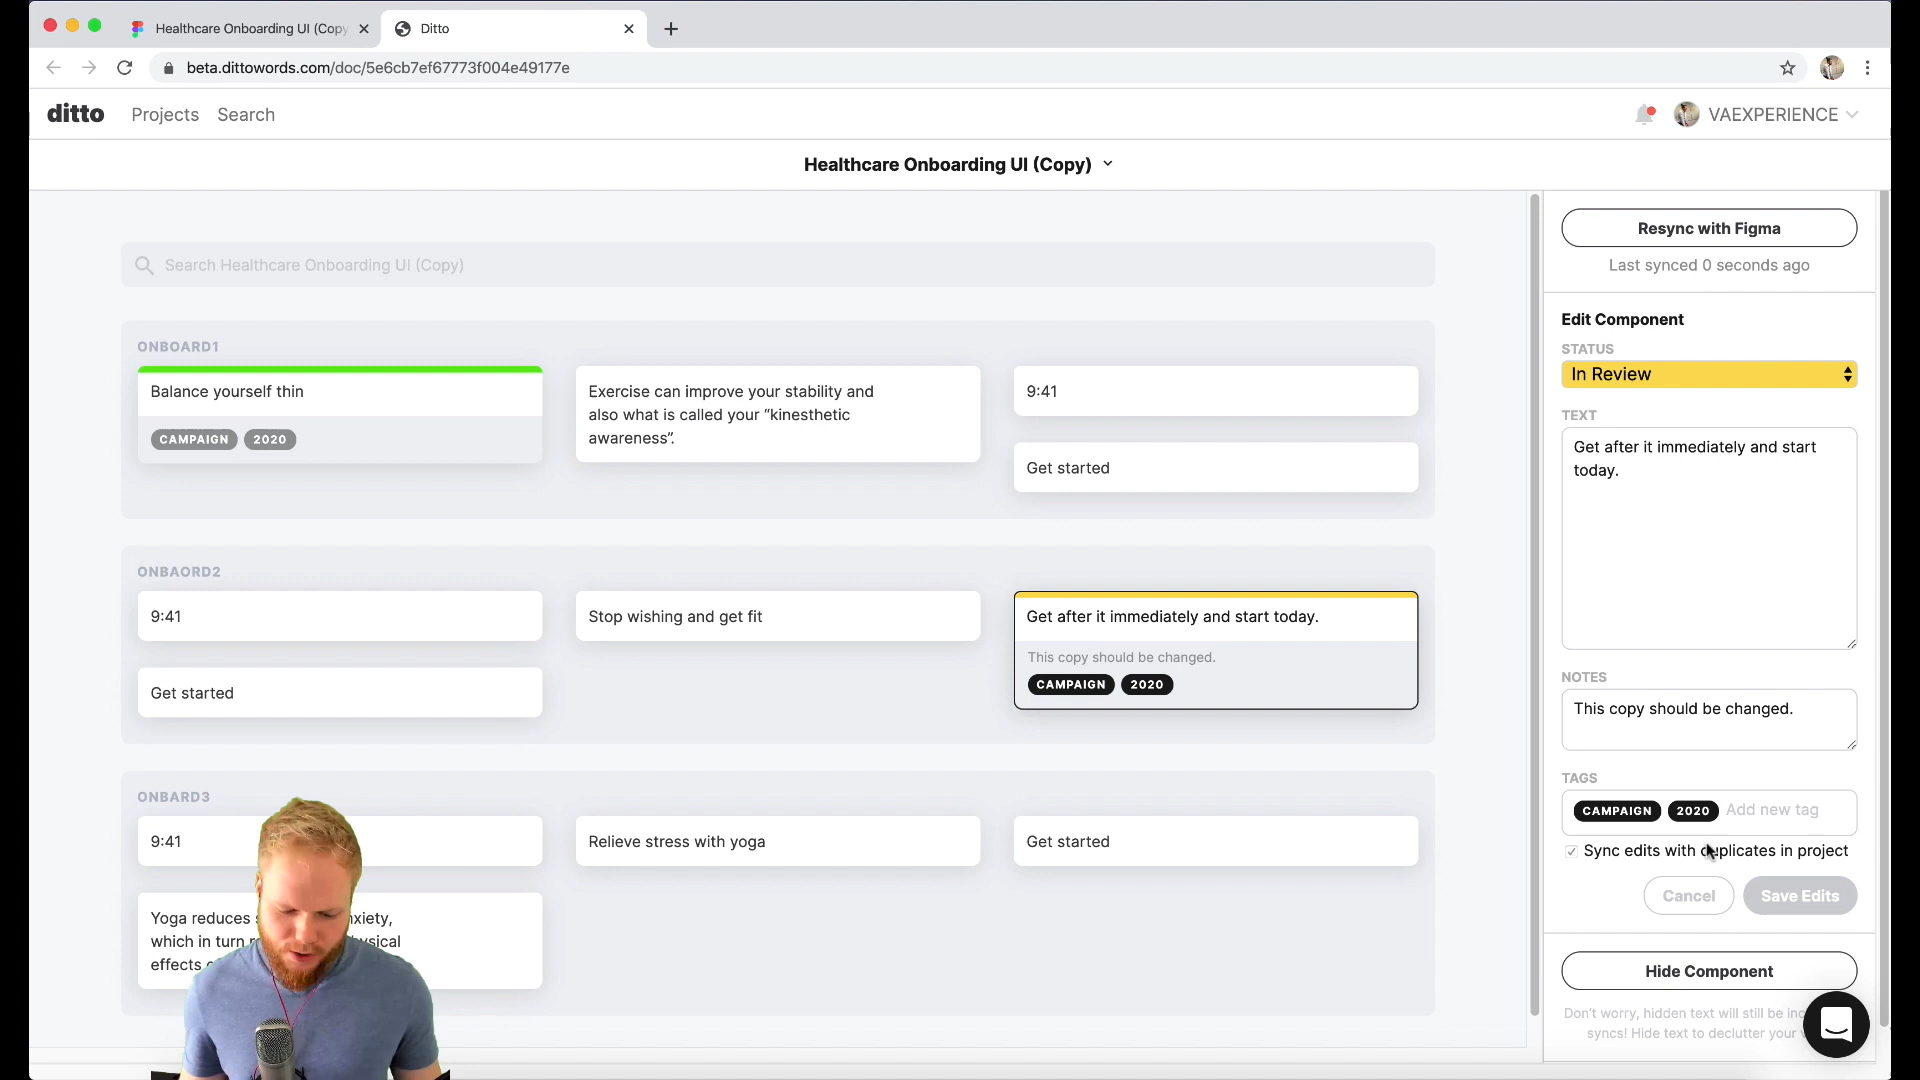 Healthcare Onboarding UI (Copy
Ditto
beta.dittowords.com/doc/5e6cb7ef67773f004e49177e
ditto
Projects
Search
VAEXPERIENCE
Healthcare Onboarding UI (Copy)
Search Healthcare Onboarding UI (Copy)
ONBOARD1
Balance yourself thin
CAMPAIGN
2020
Exercise can improve your stability and
also what is called your “kinesthetic
awareness”.
9:41
Get started
ONBAORD2
9:41
Get started
Stop wishing and get fit
Get after it immediately and start today.
This copy should be changed.
CAMPAIGN
2020
ONBARD3
9:41
Yoga reduces
which in turn
effects
Relieve stress with yoga
Get started
Resync with Figma
Last synced 0 seconds ago
Edit Component
STATUS
In Review
TEXT
Get after it immediately and start
today.
NOTES
This copy should be changed.
TAGS
CAMPAIGN
2020
Add new tag
Sync edits with duplicates in project
Cancel
Save Edits
Hide Component
Don't worry, hidden text will still be
syncs! Hide text to declutter your